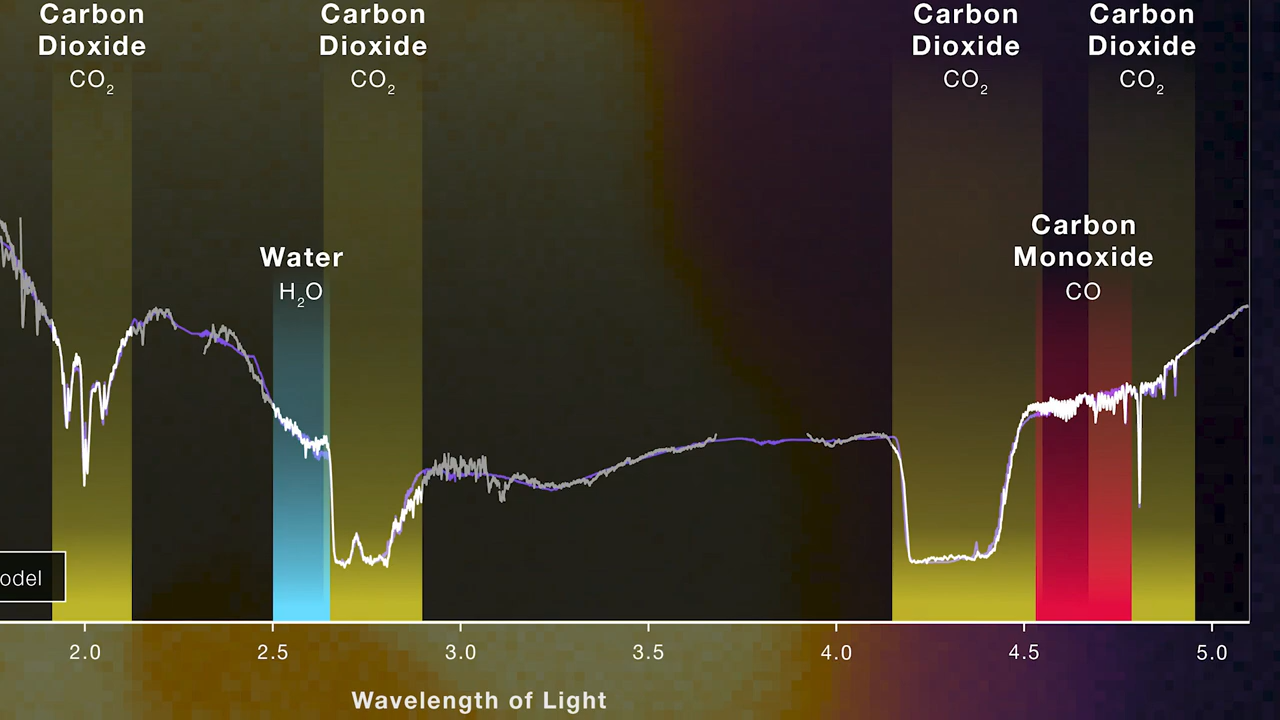 Carbon
Dioxide
CO₂
Carbon
Dioxide
CO₂
Carbon
Dioxide
CO₂
Carbon
Dioxide
CO₂
Carbon
Monoxide
CO
Water
H₂O
odel
2.0 2.5 3.0 3.5 4.0 4.5 5.0
Wavelength of Light